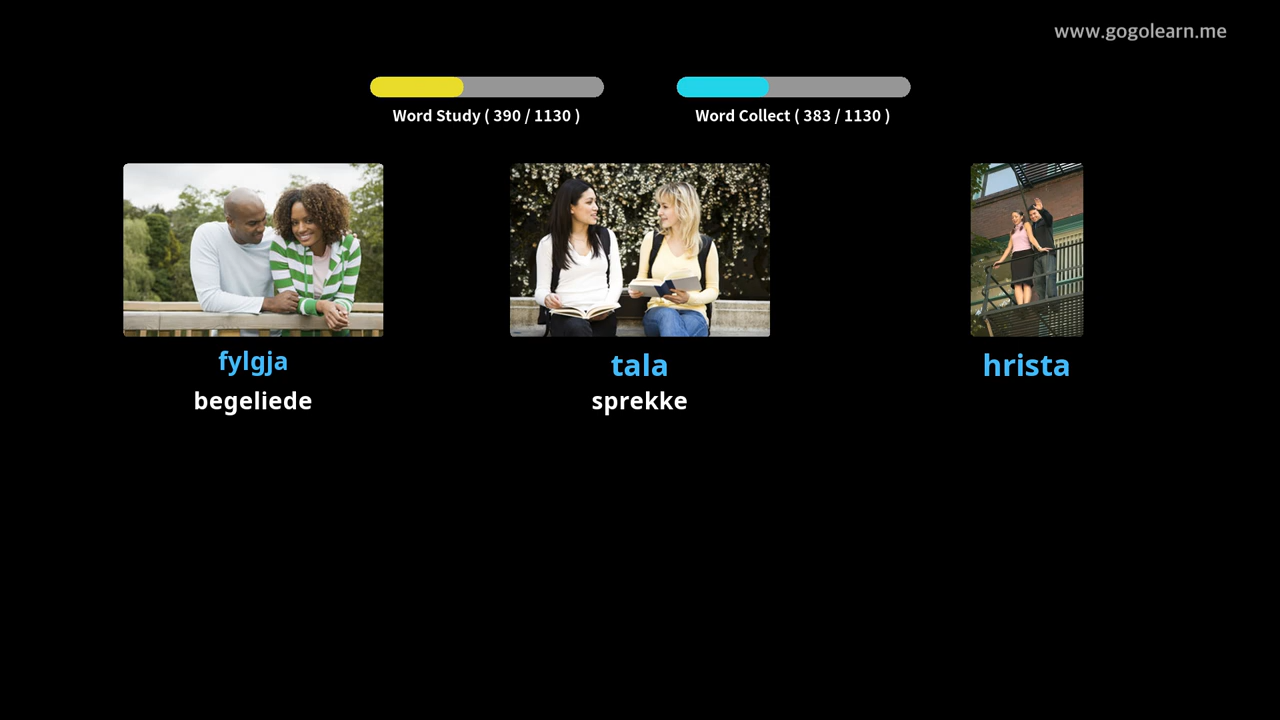 www.gogolearn.me
Word Study ( 390 / 1130 )
Word Collect ( 383 / 1130 )
fylgja
begeliede
tala
sprekke
hrista